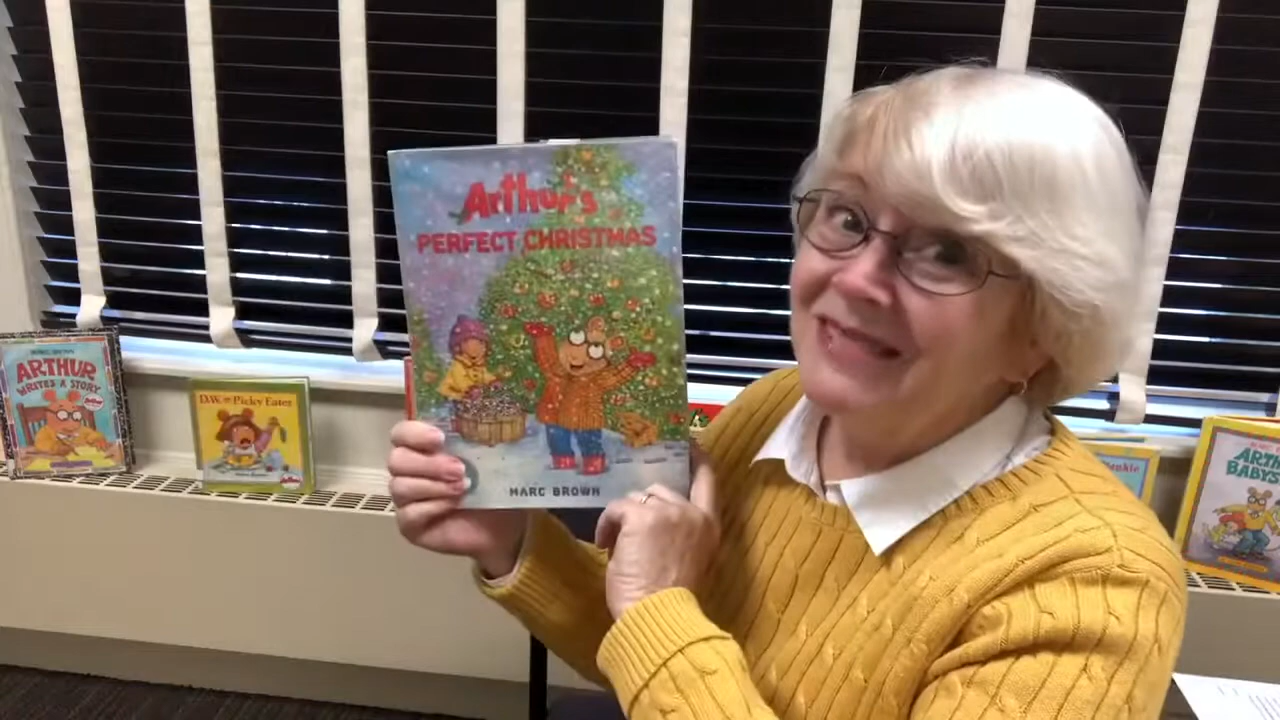 Arthur's
PERFECT CHRISTMAS
MARC BROWN
MARC BROWN
ARTHUR
WRITES A STORY
D.W. the Picky Eater
ARTH
BABYS